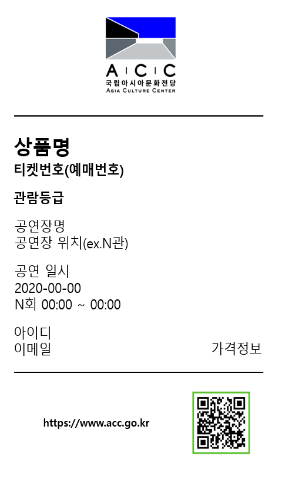 ACC
국립아시아문화전당
ASIA CULTURE CENTER
상품명
티켓번호(예매번호)
관람등급
공연장명
공연장 위치(ex.N관)
공연 일시
2020-00-00
N회 00:00 ~ 00:00
아이디
이메일 가격정보
https://www.acc.go.kr